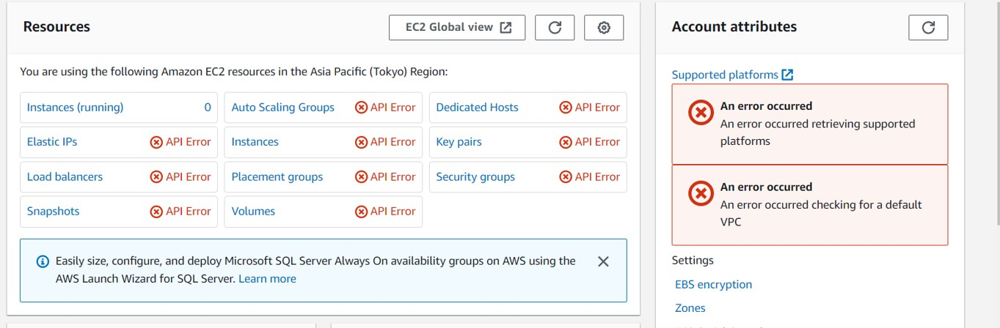 Resources
EC2 Global view
Account attributes
You are using the following Amazon EC2 resources in the Asia Pacific (Tokyo) Region:
Instances (running) 0
Auto Scaling Groups API Error
Dedicated Hosts API Error
Elastic IPs API Error
Instances API Error
Key pairs API Error
Load balancers API Error
Placement groups API Error
Security groups API Error
Snapshots API Error
Volumes API Error
Easily size, configure, and deploy Microsoft SQL Server Always On availability groups on AWS using the
AWS Launch Wizard for SQL Server. Learn more
Supported platforms
An error occurred
An error occurred retrieving supported
platforms
An error occurred
An error occurred checking for a default
VPC
Settings
EBS encryption
Zones